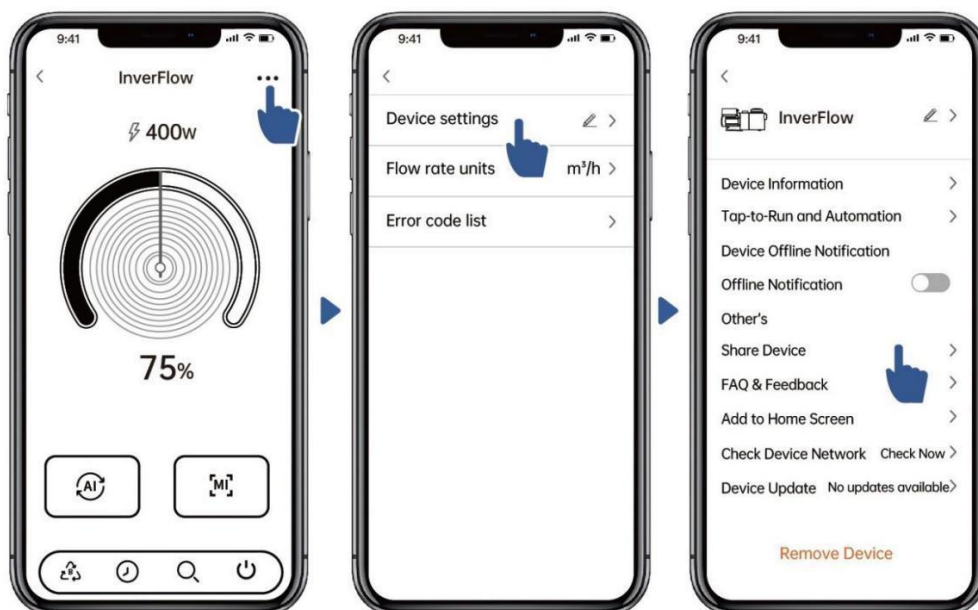 9:41
InverFlow
400w
75%
AI
MI
9:41
Device settings
Flow rate units m³/h >
Error code list
9:41
InverFlow
Device Information
Tap-to-Run and Automation
Device Offline Notification
Offline Notification
Other's
Share Device
FAQ & Feedback
Add to Home Screen
Check Device Network Check Now >
Device Update No updates available>
Remove Device